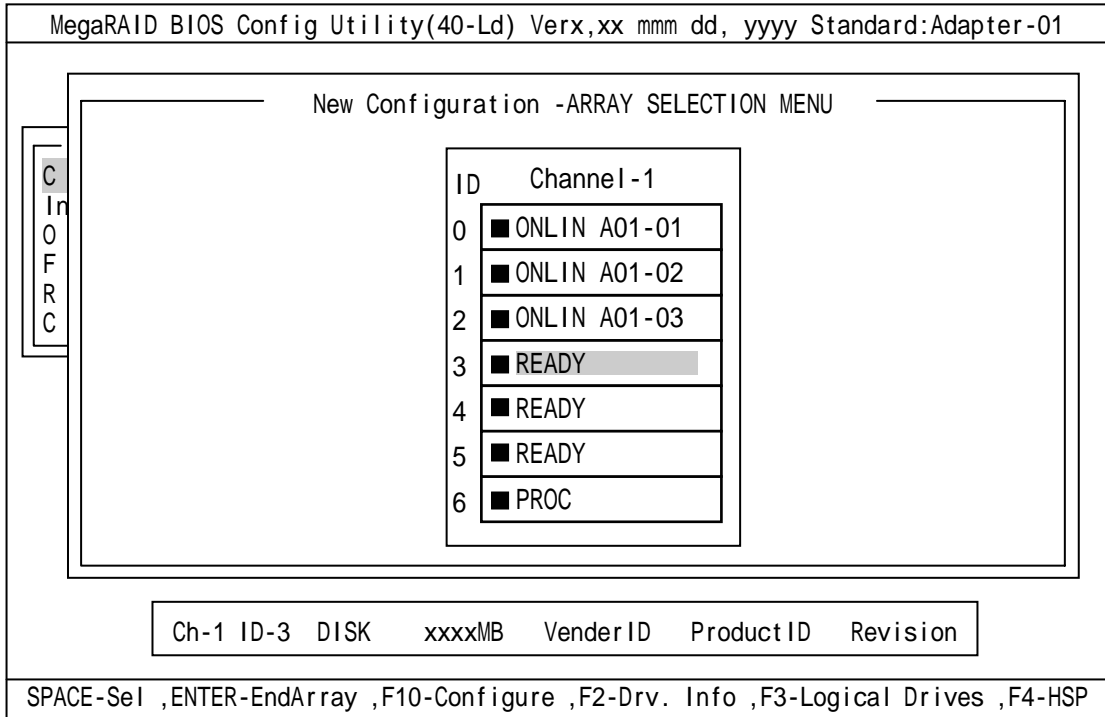 MegaRAID BIOS Config Utility(40-Ld) Verx,xx mmm dd, yyyy Standard:Adapter-01
New Configuration -ARRAY SELECTION MENU
C
In
O
F
R
C
ID Channel-1
0 ■ONLIN A01-01
1 ■ONLIN A01-02
2 ■ONLIN A01-03
3 ■READY
4 ■READY
5 ■READY
6 ■PROC
Ch-1 ID-3 DISK xxxxMB VenderID ProductID Revision
SPACE-Sel ,ENTER-EndArray ,F10-Configure ,F2-Drv. Info ,F3-Logical Drives ,F4-HSP